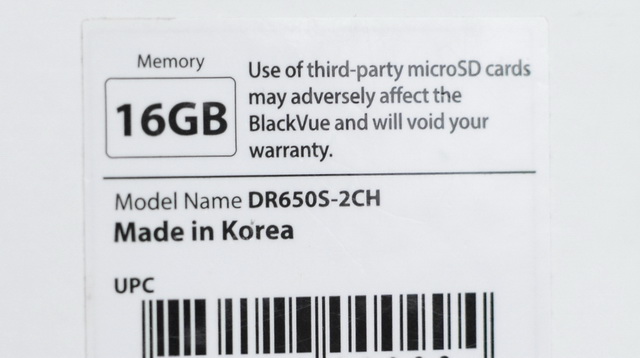 Memory
16GB
Use of third-party microSD cards
may adversely affect the
BlackVue and will void your
warranty.
Model Name DR650S-2CH
Made in Korea
UPC